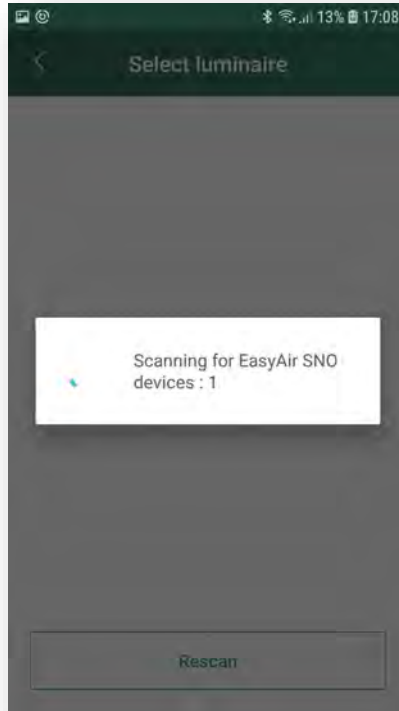 13% 17:08
Select luminaire
Scanning for EasyAir SNO
devices : 1
Rescan